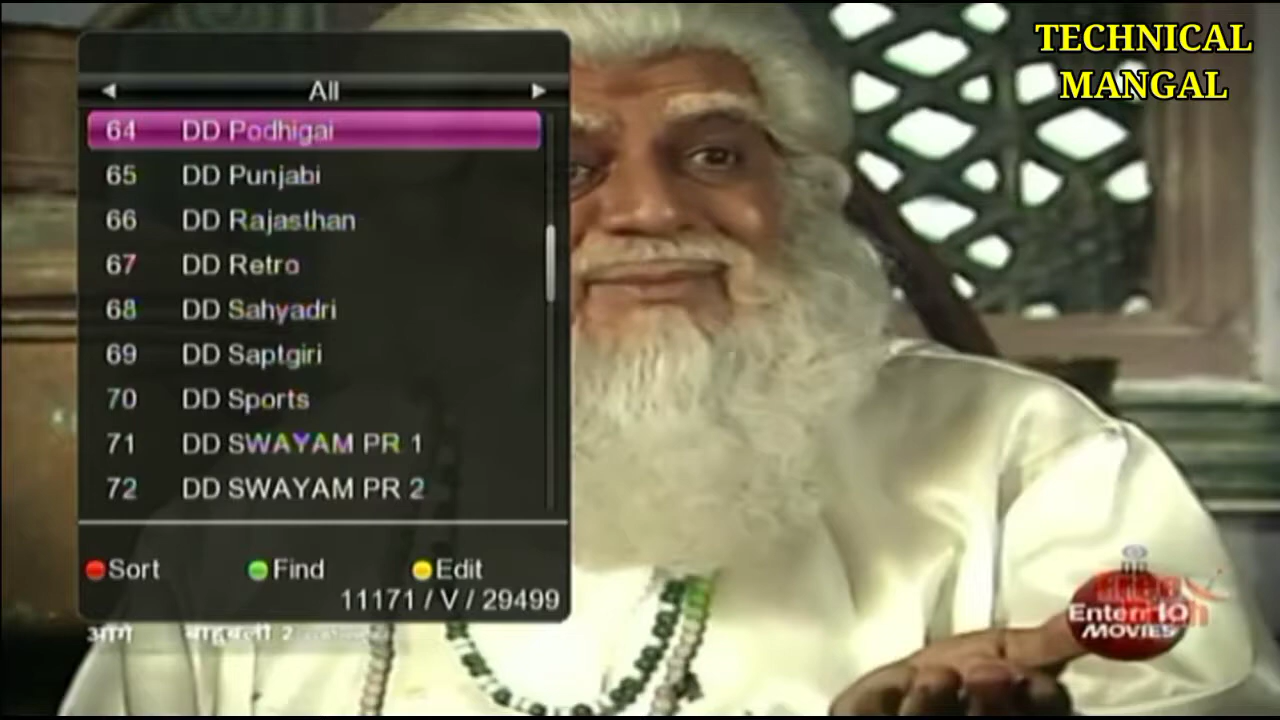 TECHNICAL
MANGAL
All
64 DD Podhigai
65 DD Punjabi
66 DD Rajasthan
67 DD Retro
68 DD Sahyadri
69 DD Saptgiri
70 DD Sports
71 DD SWAYAM PR 1
72 DD SWAYAM PR 2
Sort Find Edit
11171 / V / 29499
आगे बाहुबली 2
Enterr10
MOVIES